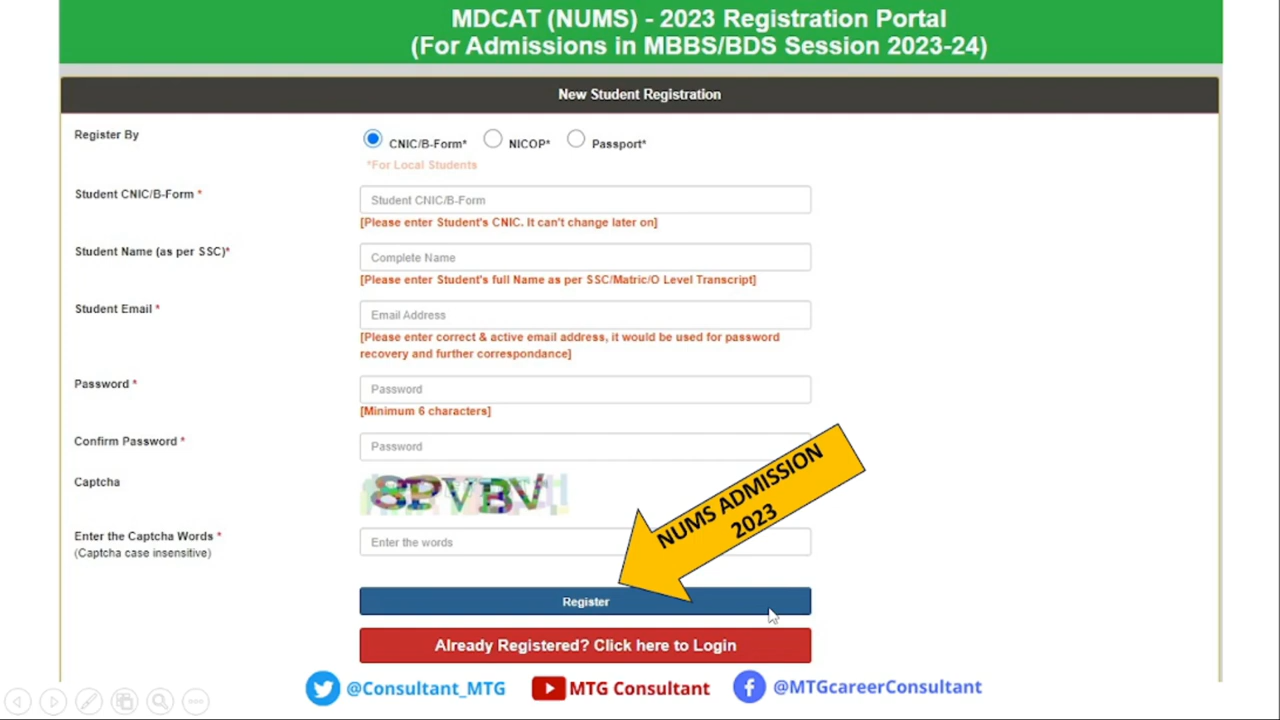 MDCAT (NUMS) - 2023 Registration Portal
(For Admissions in MBBS/BDS Session 2023-24)
New Student Registration
Register By
CNIC/B-Form* NICOP* Passport*
*For Local Students
Student CNIC/B-Form *
Student CNIC/B-Form
[Please enter Student's CNIC. It can't change later on]
Student Name (as per SSC)*
Complete Name
[Please enter Student's full Name as per SSC/Matric/O Level Transcript]
Student Email *
Email Address
[Please enter correct & active email address, it would be used for password
recovery and further correspondance]
Password *
Password
[Minimum 6 characters]
Confirm Password *
Password
Captcha
8PVBV
NUMS ADMISSION
2023
Enter the Captcha Words *
(Captcha case insensitive)
Enter the words
Register
Already Registered? Click here to Login
@Consultant_MTG MTG Consultant @MTGcareerConsultant